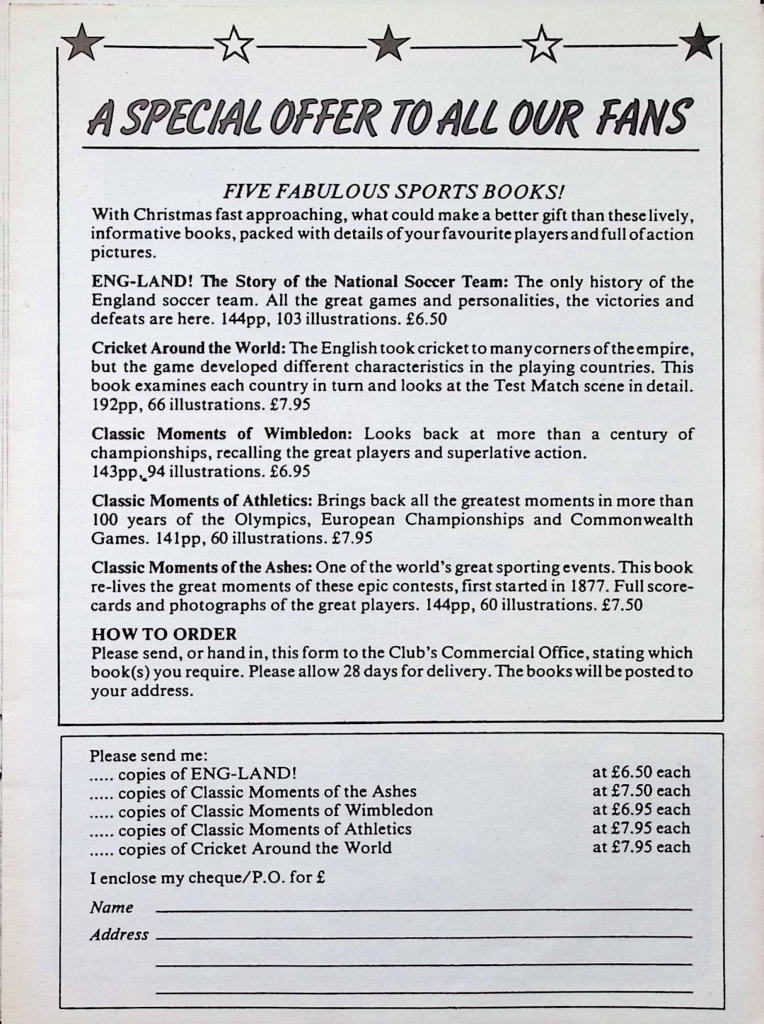 A SPECIAL OFFER TO ALL OUR FANS
FIVE FABULOUS SPORTS BOOKS!
With Christmas fast approaching, what could make a better gift than these lively,
informative books, packed with details of your favourite players and full of action
pictures.
ENG-LAND! The Story of the National Soccer Team: The only history of the
England soccer team. All the great games and personalities, the victories and
defeats are here. 144pp, 103 illustrations. £6.50
Cricket Around the World: The English took cricket to many corners of the empire,
but the game developed different characteristics in the playing countries. This
book examines each country in turn and looks at the Test Match scene in detail.
192pp, 66 illustrations. £7.95
Classic Moments of Wimbledon: Looks back at more than a century of
championships, recalling the great players and superlative action.
143pp, 94 illustrations. £6.95
Classic Moments of Athletics: Brings back all the greatest moments in more than
100 years of the Olympics, European Championships and Commonwealth
Games. 141pp, 60 illustrations. £7.95
Classic Moments of the Ashes: One of the world's great sporting events. This book
re-lives the great moments of these epic contests, first started in 1877. Full score-
cards and photographs of the great players. 144pp, 60 illustrations. £7.50
HOW TO ORDER
Please send, or hand in, this form to the Club's Commercial Office, stating which
book(s) you require. Please allow 28 days for delivery. The books will be posted to
your address.
Please send me:
..... copies of ENG-LAND! at £6.50 each
..... copies of Classic Moments of the Ashes at £7.50 each
..... copies of Classic Moments of Wimbledon at £6.95 each
..... copies of Classic Moments of Athletics at £7.95 each
..... copies of Cricket Around the World at £7.95 each
I enclose my cheque/P.O. for £
Name
Address